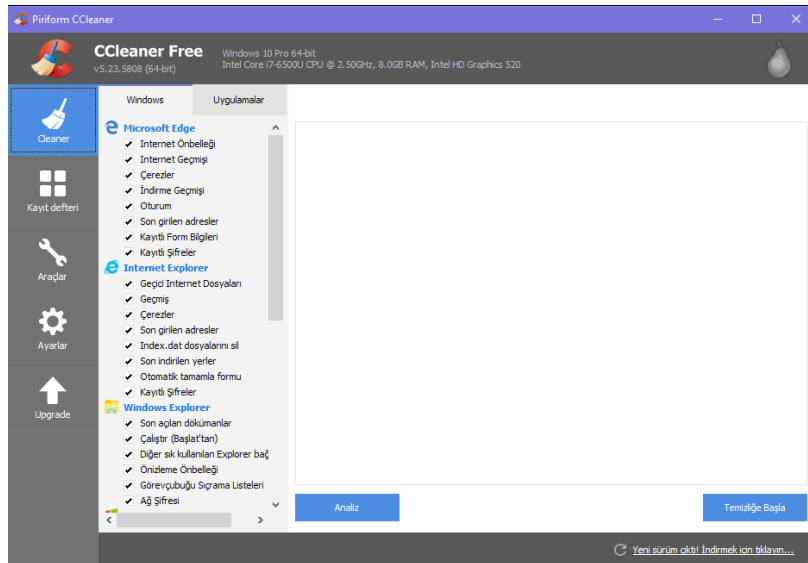 Piriform CCleaner
CCleaner Free
v5.23.5808 (64-bit)
Windows 10 Pro 64-bit
Intel Core i7-6500U CPU @ 2.50GHz, 8.0GB RAM, Intel HD Graphics 520
Cleaner
Kayıt defteri
Araçlar
Ayarlar
Upgrade
Windows
Uygulamalar
Microsoft Edge
İnternet Önbelleği
İnternet Geçmişi
Çerezler
İndirme Geçmişi
Oturum
Son girilen adresler
Kayıtlı Form Bilgileri
Kayıtlı Şifreler
Internet Explorer
Geçici İnternet Dosyaları
Geçmiş
Çerezler
Son girilen adresler
Index.dat dosyalarını sil
Son indirilen yerler
Otomatik tamamla formu
Kayıtlı Şifreler
Windows Explorer
Son açılan dökümanlar
Çalıştır (Başlat'tan)
Diğer sık kullanılan Explorer bağ
Önizleme Önbelleği
Görevçubuğu Sıçrama Listeleri
Ağ Şifresi
Analiz
Temizliğe Başla
Yeni sürüm çıktı! İndirmek için tıklayın...